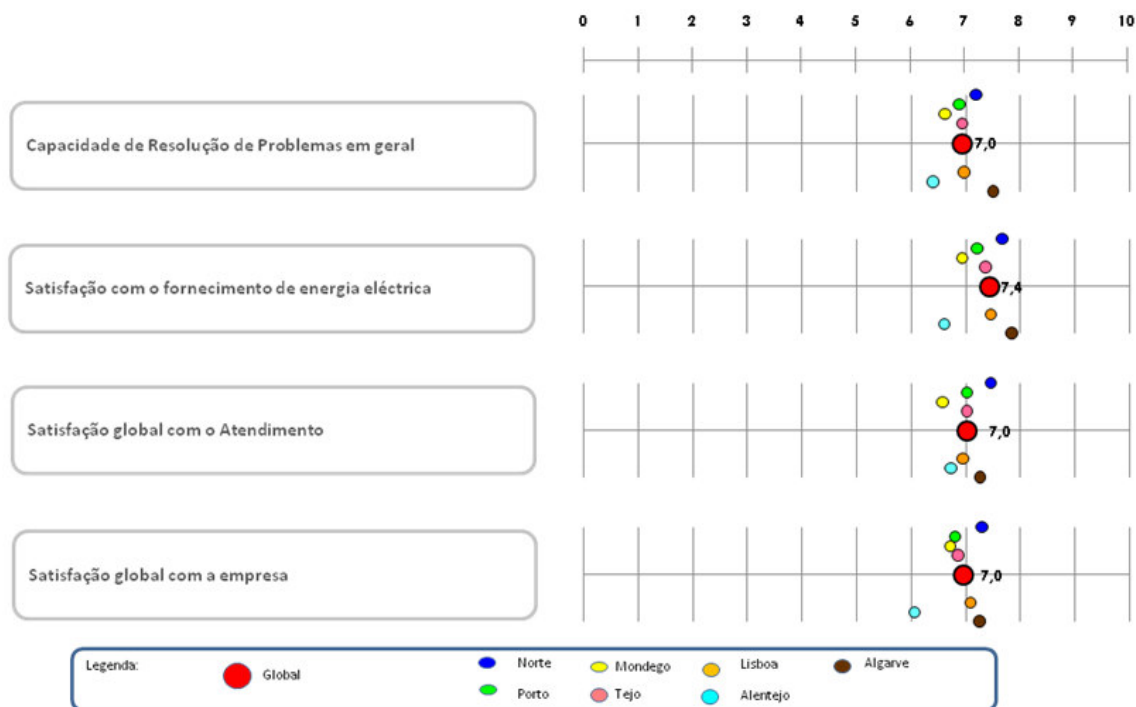 0 1 2 3 4 5 6 7 8 9 10
Capacidade de Resolução de Problemas em geral
7,0
Satisfação com o fornecimento de energia eléctrica
7,4
Satisfação global com o Atendimento
7,0
Satisfação global com a empresa
7,0
Legenda:
Global
Norte
Mondego
Lisboa
Algarve
Porto
Tejo
Alentejo